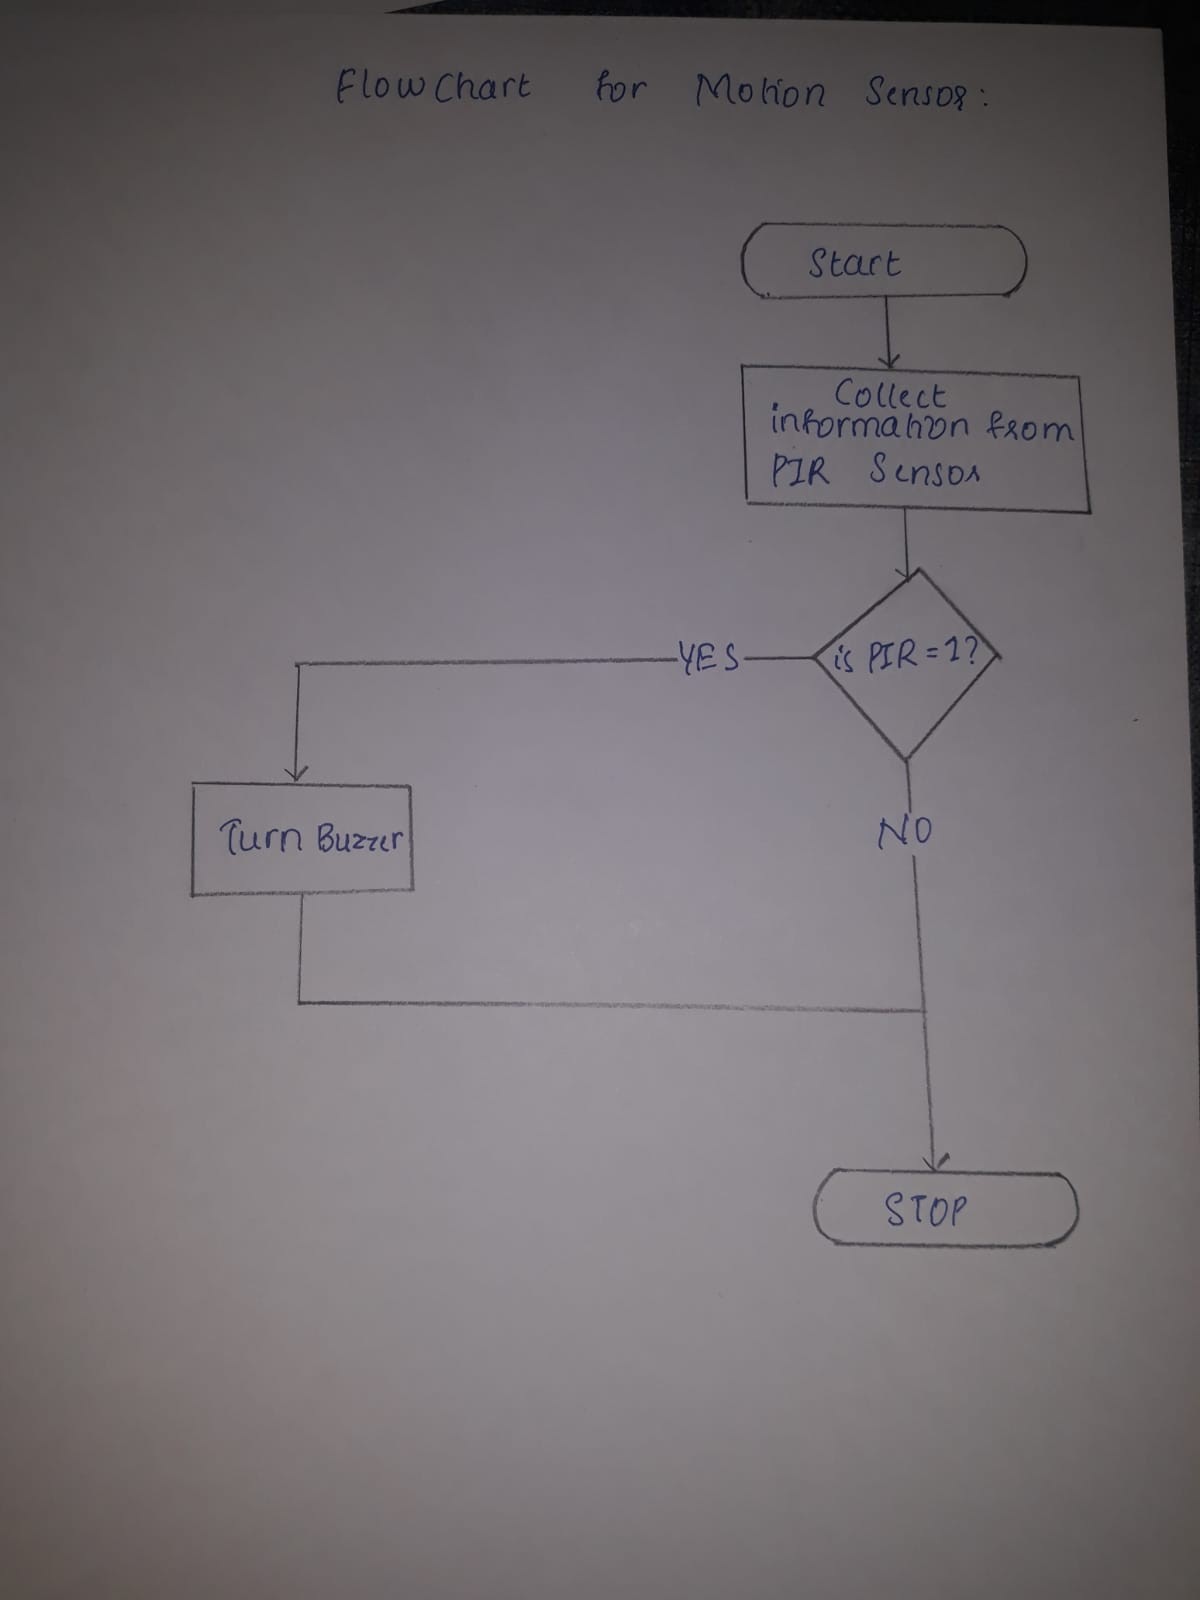 Flow Chart for Motion Sensor:
Start
Collect
information from
PIR Sensor
is PIR = 1?
YES
Turn Buzzer
NO
STOP